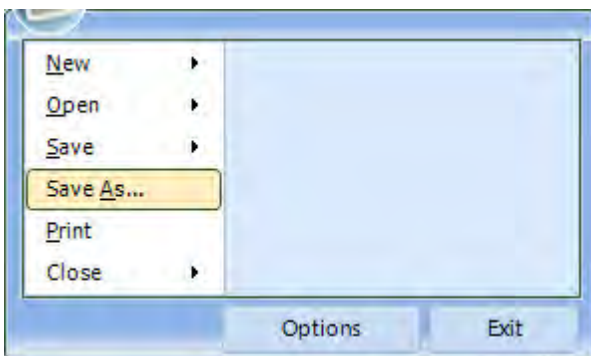 New
Open
Save
Save As...
Print
Close
Options Exit